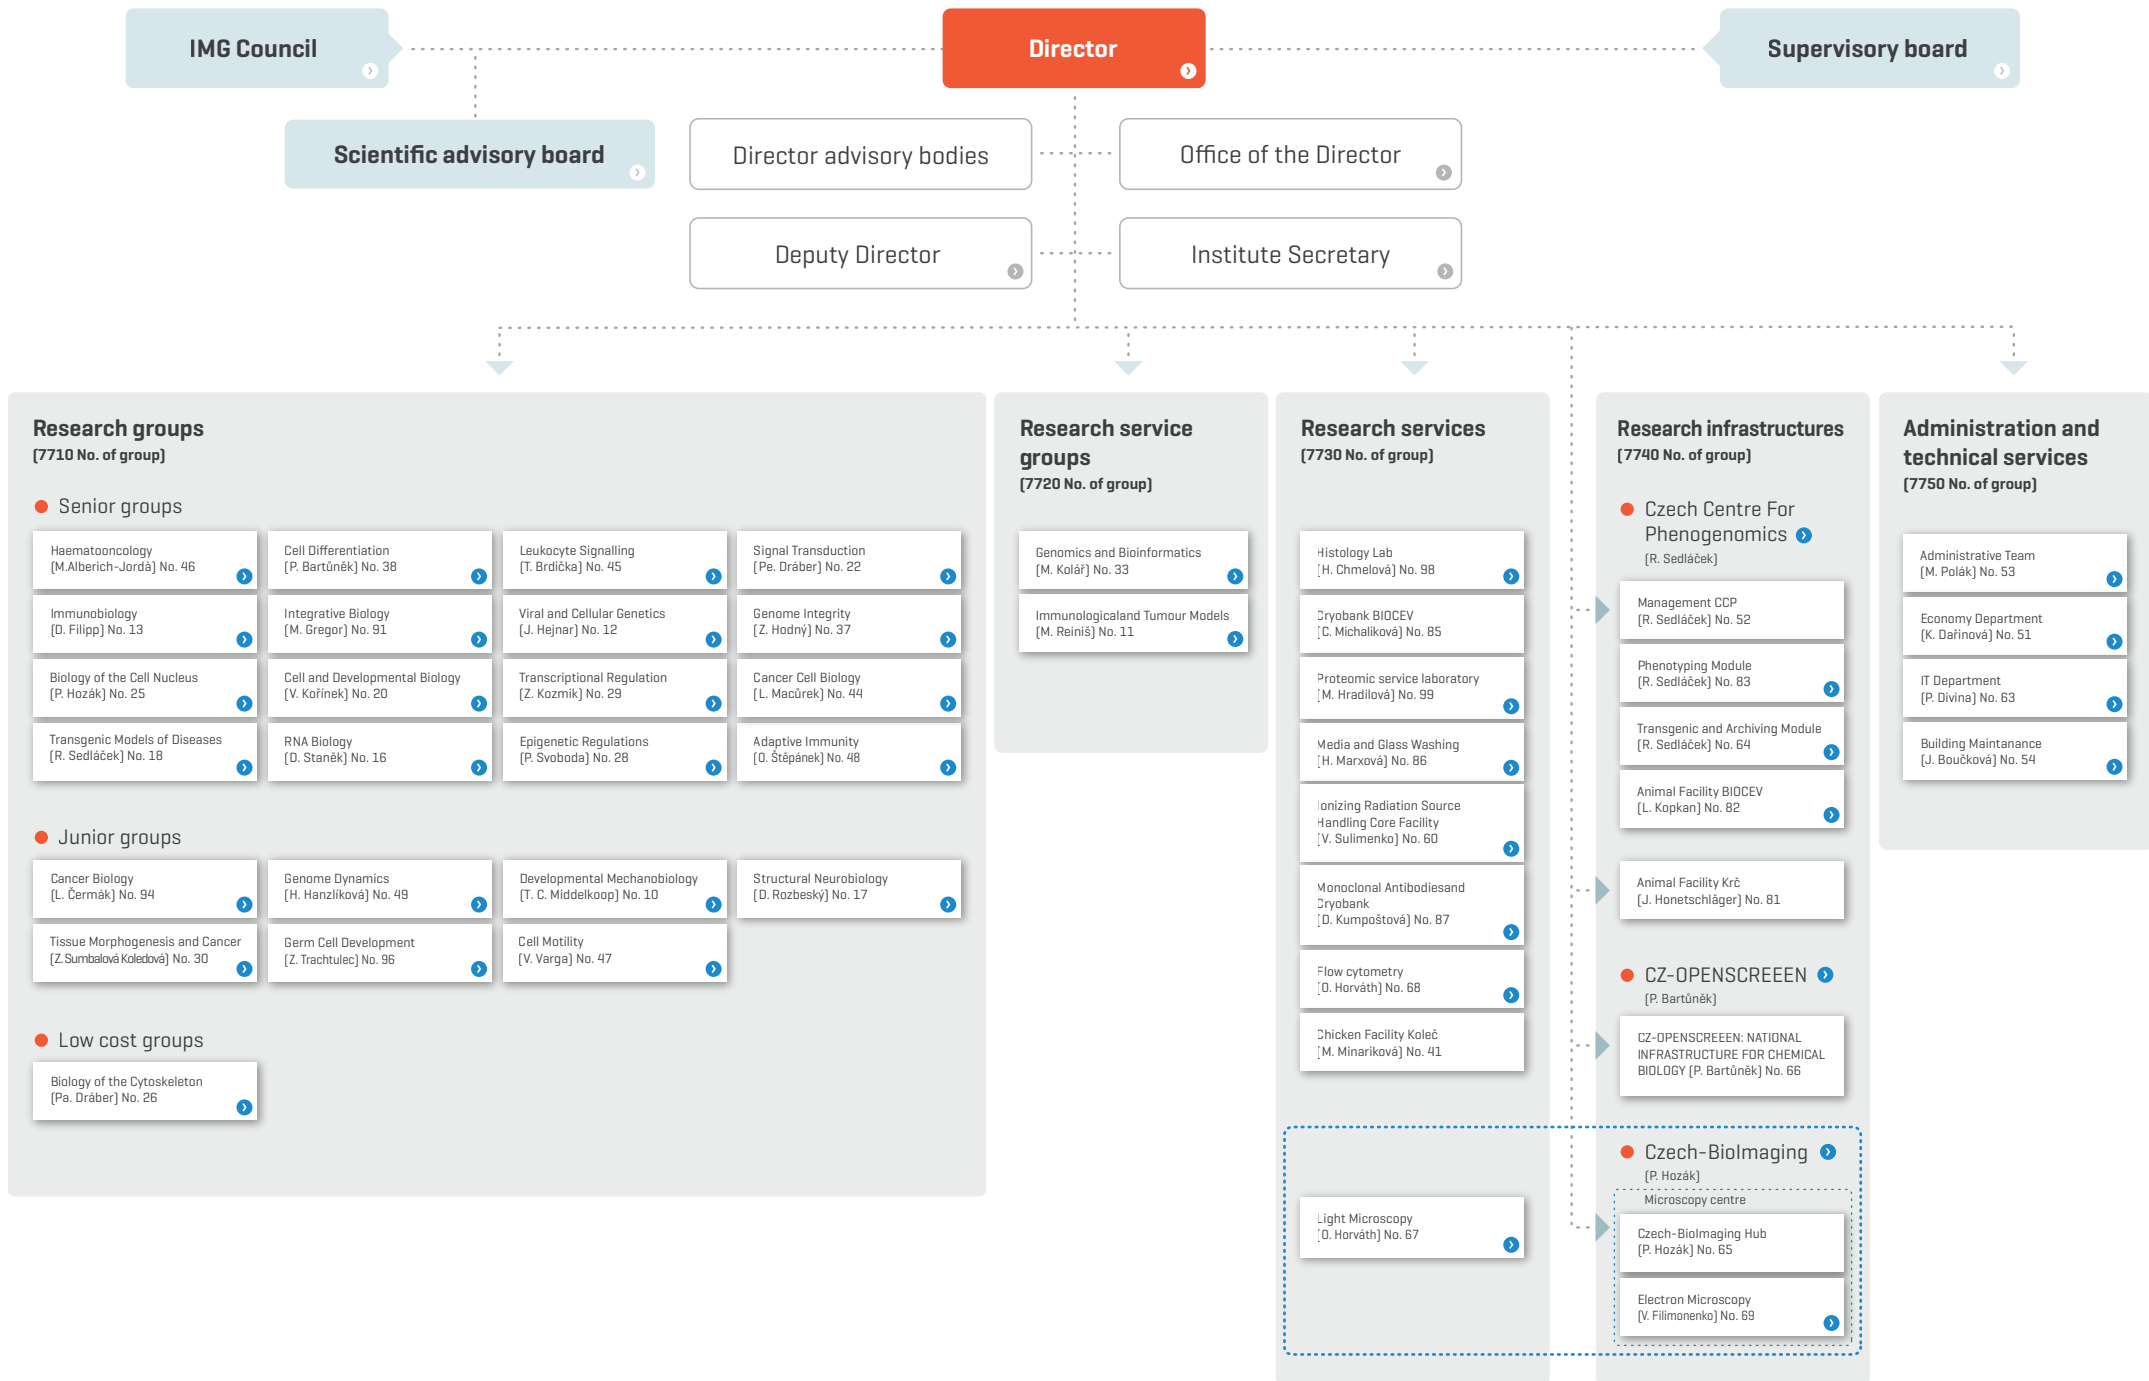 IMG Council
Director
Supervisory board
Scientific advisory board
Director advisory bodies
Office of the Director
Deputy Director
Institute Secretary
Research groups
(7710 No. of group)
Senior groups
Haematooncology
(M.Alberich-Jordà) No. 46
Cell Differentiation
(P. Bartůněk) No. 38
Leukocyte Signalling
(T. Brdička) No. 45
Signal Transduction
(Pe. Dráber) No. 22
Immunobiology
(D. Filipp) No. 13
Integrative Biology
(M. Gregor) No. 91
Viral and Cellular Genetics
(J. Hejnar) No. 12
Genome Integrity
(Z. Hodný) No. 37
Biology of the Cell Nucleus
(P. Hozák) No. 25
Cell and Developmental Biology
(V. Kořínek) No. 20
Transcriptional Regulation
(Z. Kozmik) No. 29
Cancer Cell Biology
(L. Macůrek) No. 44
Transgenic Models of Diseases
(R. Sedláček) No. 18
RNA Biology
(D. Staněk) No. 16
Epigenetic Regulations
(P. Svoboda) No. 28
Adaptive Immunity
(O. Štěpánek) No. 48
Junior groups
Cancer Biology
(L. Čermák) No. 94
Genome Dynamics
(H. Hanzlíková) No. 49
Developmental Mechanobiology
(T. C. Middelkoop) No. 10
Structural Neurobiology
(D. Rozbeský) No. 17
Tissue Morphogenesis and Cancer
(Z. Sumbalová Koledová) No. 30
Germ Cell Development
(Z. Trachtulec) No. 96
Cell Motility
(V. Varga) No. 47
Low cost groups
Biology of the Cytoskeleton
(Pa. Dráber) No. 26
Research service
groups
(7720 No. of group)
Genomics and Bioinformatics
(M. Kolář) No. 33
Immunologicaland Tumour Models
(M. Reiniš) No. 11
Research services
(7730 No. of group)
Histology Lab
(H. Chmelová) No. 98
Cryobank BIOCEV
(C. Michaliková) No. 85
Proteomic service laboratory
(M. Hradilová) No. 99
Media and Glass Washing
(H. Marxová) No. 86
Ionizing Radiation Source
Handling Core Facility
(V. Sulimenko) No. 60
Monoclonal Antibodiesand
Cryobank
(D. Kumpoštová) No. 87
Flow cytometry
(O. Horváth) No. 68
Chicken Facility Koleč
(M. Minariková) No. 41
Light Microscopy
(O. Horváth) No. 67
Research infrastructures
(7740 No. of group)
Czech Centre For
Phenogenomics
(R. Sedláček)
Management CCP
(R. Sedláček) No. 52
Phenotyping Module
(R. Sedláček) No. 83
Transgenic and Archiving Module
(R. Sedláček) No. 64
Animal Facility BIOCEV
(L. Kopkan) No. 82
Animal Facility Krč
(J. Honetschläger) No. 81
CZ-OPENSCREEEN
(P. Bartůněk)
CZ-OPENSCREEEN: NATIONAL
INFRASTRUCTURE FOR CHEMICAL
BIOLOGY (P. Bartůněk) No. 66
Czech-BioImaging
(P. Hozák)
Microscopy centre
Czech-BioImaging Hub
(P. Hozák) No. 65
Electron Microscopy
(V. Filimonenko) No. 69
Administration and
technical services
(7750 No. of group)
Administrative Team
(M. Polák) No. 53
Economy Department
(K. Dařinová) No. 51
IT Department
(P. Divina) No. 63
Building Maintanance
(J. Boučková) No. 54